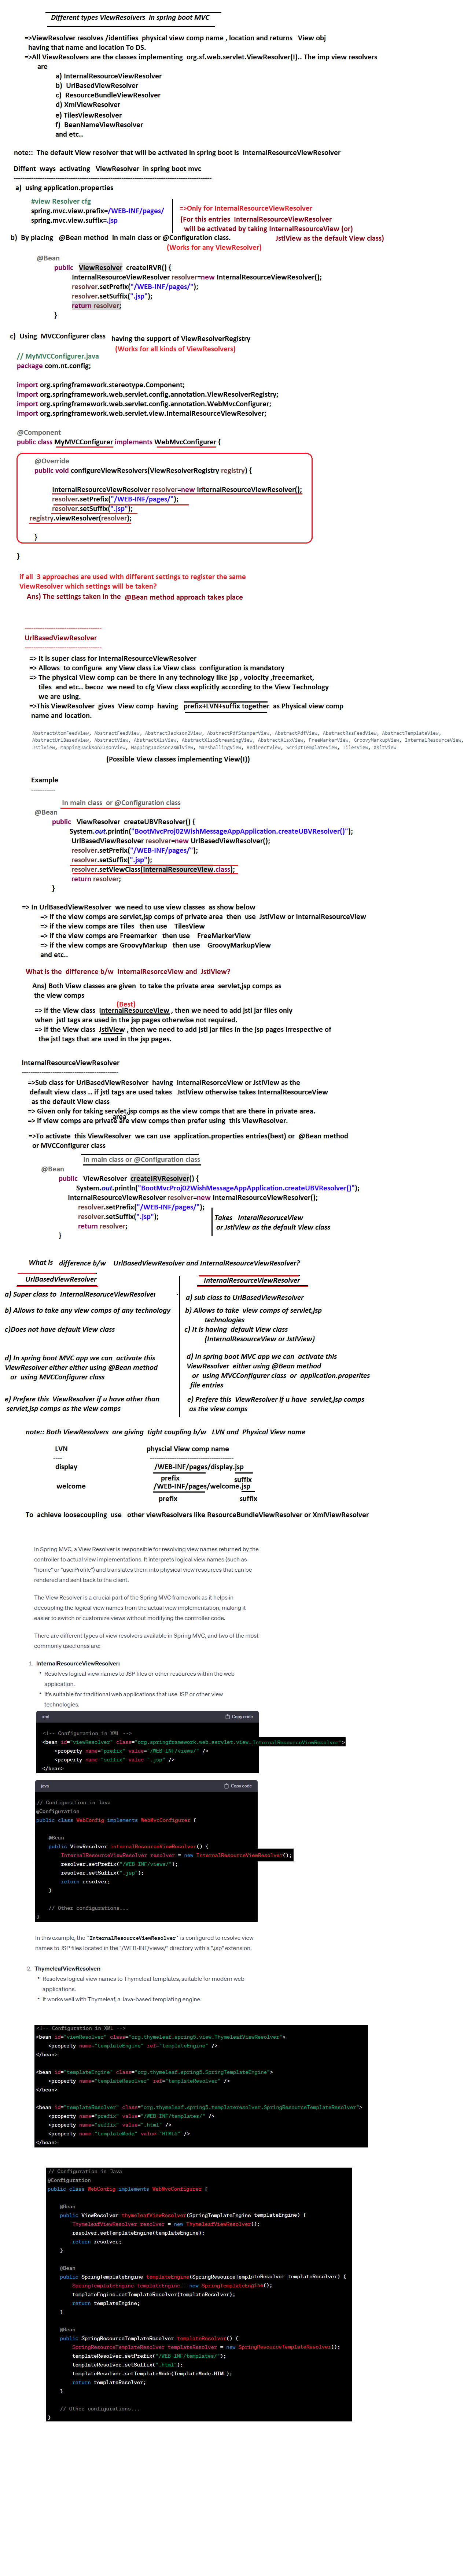 Different types ViewResolvers in spring boot MVC
=>ViewResolver resolves /identifies physical view comp name , location and returns View obj
having that name and location To DS.
=>All ViewResolvers are the classes implementing org.sf.web.servlet.ViewResolver(I).. The imp view resolvers
are
a) InternalResourceViewResolver
b) UrlBasedViewResolver
c) ResourceBundleViewResolver
d) XmlViewResolver
e) TilesViewResolver
f) BeanNameViewResolver
and etc..
note:: The default View resolver that will be activated in spring boot is InternalResourceViewResolver
Diffent ways activating ViewResolver in spring boot mvc
a) using application.properties
#view Resolver cfg
spring.mvc.view.prefix=/WEB-INF/pages/
spring.mvc.view.suffix=.jsp
=>Only for InternalResourceViewResolver
(For this entries InternalResourceViewResolver
will be activated by taking InternalResourceView (or)
JstlView as the default View class)
b) By placing @Bean method in main class or @Configuration class.
(Works for any ViewResolver)
@Bean
public ViewResolver createIRVR() {
InternalResourceViewResolver resolver=new InternalResourceViewResolver();
resolver.setPrefix("/WEB-INF/pages/");
resolver.setSuffix(".jsp");
return resolver;
}
c) Using MVCConfigurer class having the support of ViewResolverRegistry
(Works for all kinds of ViewResolvers)
// MyMVCConfigurer.java
package com.nt.config;
import org.springframework.stereotype.Component;
import org.springframework.web.servlet.config.annotation.ViewResolverRegistry;
import org.springframework.web.servlet.config.annotation.WebMvcConfigurer;
import org.springframework.web.servlet.view.InternalResourceViewResolver;
@Component
public class MyMVCConfigurer implements WebMvcConfigurer {
@Override
public void configureViewResolvers(ViewResolverRegistry registry) {
InternalResourceViewResolver resolver=new InternalResourceViewResolver();
resolver.setPrefix("/WEB-INF/pages/");
resolver.setSuffix(".jsp");
registry.viewResolver(resolver);
}
}
if all 3 approaches are used with different settings to register the same
ViewResolver which settings will be taken?
Ans) The settings taken in the @Bean method approach takes place
--------------------------------
UrlBasedViewResolver
--------------------------------
=> It is super class for InternalResourceViewResolver
=> Allows to configure any View class i.e View class configuration is mandatory
=> The physical View comp can be there in any technology like jsp , volocity ,freeemarket,
tiles and etc.. becoz we need to cfg View class explicitly according to the View Technology
we are using.
=>This ViewResolver gives View comp having prefix+LVN+suffix together as Physical view comp
name and location.
AbstractAtomFeedView, AbstractFeedView, AbstractJackson2View, AbstractPdfStamperView, AbstractPdfView, AbstractRssFeedView, AbstractTemplateView,
AbstractUrlBasedView, AbstractView, AbstractXlsView, AbstractXlsxStreamingView, AbstractXlsxView, FreeMarkerView, GroovyMarkupView, InternalResourceView,
JstlView, MappingJackson2JsonView, MappingJackson2XmlView, MarshallingView, RedirectView, ScriptTemplateView, TilesView, XsltView
(Possible View classes implementing View(I))
Example
----------
In main class or @Configuration class
@Bean
public ViewResolver createUBVResolver() {
System.out.println("BootMvcProj02WishMessageAppApplication.createUBVResolver()");
UrlBasedViewResolver resolver=new UrlBasedViewResolver();
resolver.setPrefix("/WEB-INF/pages/");
resolver.setSuffix(".jsp");
resolver.setViewClass(InternalResourceView.class);
return resolver;
}
=> In UrlBasedViewResolver we need to use view classes as show below
=> if the view comps are servlet,jsp comps of private area then use JstlView or InternalResourceView
=> if the view comps are Tiles then use TilesView
=> if the view comps are Freemarker then use FreeMarkerView
=> if the view comps are GroovyMarkup then use GroovyMarkupView
and etc..
What is the difference b/w InternalResorceView and JstlView?
Ans) Both View classes are given to take the private area servlet,jsp comps as
the view comps
(Best)
=> if the View class InternalResourceView , then we need to add jstl jar files only
when jstl tags are used in the jsp pages otherwise not required.
=> if the View class JstlView , then we need to add jstl jar in the jsp pages irrespective of
the jstl tags that are used in the jsp pages.
InternalResourceViewResolver
=>Sub class for UrlBasedViewResolver having InternalResorceView or JstlView as the
default view class .. if jstl tags are used takes JstlView otherwise takes InternalResourceView
as the default View class
=> Given only for taking servlet,jsp comps as the view comps that are there in private area.
=> if view comps are private area are view comps then prefer using this ViewResolver.
=>To activate this ViewResolver we can use application.properties entries(best) or @Bean method
or MVCConfigurer class
In main class or @Configuration class
@Bean
public ViewResolver createIRVResolver() {
System.out.println("BootMvcProj02WishMessageAppApplication.createUBVResolver()");
InternalResourceViewResolver resolver=new InternalResourceViewResolver();
resolver.setPrefix("/WEB-INF/pages/");
resolver.setSuffix(".jsp");
return resolver;
}
Takes InteralResoruceView
or JstlView as the default View class
What is difference b/w UrlBasedViewResolver and InternalResourceViewResolver?
UrlBasedViewResolver
a) Super class to InternalResoruceViewResolver
b) Allows to take any view comps of any technology
c)Does not have default View class
d) In spring boot MVC app we can activate this
ViewResolver either either using @Bean method
or using MVCConfigurer class
e) Prefer this ViewResolver if u have other than
servlet,jsp comps as the view comps
InternalResourceViewResolver
a) sub class to UrlBasedViewResolver
b) Allows to take view comps of servlet,jsp
technologies
c) It is having default View class
(InternalResourceView or JstlView)
d) In spring boot MVC app we can activate this
ViewResolver either using @Bean method
or using MVCConfigurer class or application.properites
file entries
e) Prefere this ViewResolver if u have servlet,jsp comps
as the view comps
note:: Both ViewResolvers are giving tight coupling b/w LVN and Physical View name
LVN physcial View comp name
display /WEB-INF/pages/display.jsp
prefix suffix
welcome /WEB-INF/pages/welcome.jsp
prefix suffix
To achieve loosecoupling use other viewResolvers like ResourceBundleViewResolver or XmlViewResolver
In Spring MVC, a View Resolver is responsible for resolving view names returned by the
controller to actual view implementations. It interprets logical view names (such as
"home" or "userProfile") and translates them into physical view resources that can be
rendered and sent back to the client.
The View Resolver is a crucial part of the Spring MVC framework as it helps in
decoupling the logical view names from the actual view implementation, making it
easier to switch or customize views without modifying the controller code.
There are different types of view resolvers available in Spring MVC, and two of the most
commonly used ones are:
1. InternalResourceViewResolver:
• Resolves logical view names to JSP files or other resources within the web
application.
• It's suitable for traditional web applications that use JSP or other view
technologies.
xml Copy code
<!-- Configuration in XML -->
<bean id="viewResolver" class="org.springframework.web.servlet.view.InternalResourceViewResolver">
<property name="prefix" value="/WEB-INF/views/" />
<property name="suffix" value=".jsp" />
</bean>
java Copy code
// Configuration in Java
@Configuration
public class WebConfig implements WebMvcConfigurer {
@Bean
public ViewResolver internalResourceViewResolver() {
InternalResourceViewResolver resolver = new InternalResourceViewResolver();
resolver.setPrefix("/WEB-INF/views/");
resolver.setSuffix(".jsp");
return resolver;
}
// Other configurations...
}
In this example, the `InternalResourceViewResolver` is configured to resolve view
names to JSP files located in the "/WEB-INF/views/" directory with a ".jsp" extension.
2. ThymeleafViewResolver:
• Resolves logical view names to Thymeleaf templates, suitable for modern web
applications.
• It works well with Thymeleaf, a Java-based templating engine.
<!-- Configuration in XML -->
<bean id="viewResolver" class="org.thymeleaf.spring5.view.ThymeleafViewResolver">
<property name="templateEngine" ref="templateEngine" />
</bean>
<bean id="templateEngine" class="org.thymeleaf.spring5.SpringTemplateEngine">
<property name="templateResolver" ref="templateResolver" />
</bean>
<bean id="templateResolver" class="org.thymeleaf.spring5.templateresolver.SpringResourceTemplateResolver">
<property name="prefix" value="/WEB-INF/templates/" />
<property name="suffix" value=".html" />
<property name="templateMode" value="HTML5" />
</bean>
// Configuration in Java
@Configuration
public class WebConfig implements WebMvcConfigurer {
@Bean
public ViewResolver thymeleafViewResolver(SpringTemplateEngine templateEngine) {
ThymeleafViewResolver resolver = new ThymeleafViewResolver();
resolver.setTemplateEngine(templateEngine);
return resolver;
}
@Bean
public SpringTemplateEngine templateEngine(SpringResourceTemplateResolver templateResolver) {
SpringTemplateEngine templateEngine = new SpringTemplateEngine();
templateEngine.setTemplateResolver(templateResolver);
return templateEngine;
}
@Bean
public SpringResourceTemplateResolver templateResolver() {
SpringResourceTemplateResolver templateResolver = new SpringResourceTemplateResolver();
templateResolver.setPrefix("/WEB-INF/templates/");
templateResolver.setSuffix(".html");
templateResolver.setTemplateMode(TemplateMode.HTML);
return templateResolver;
}
// Other configurations...
}